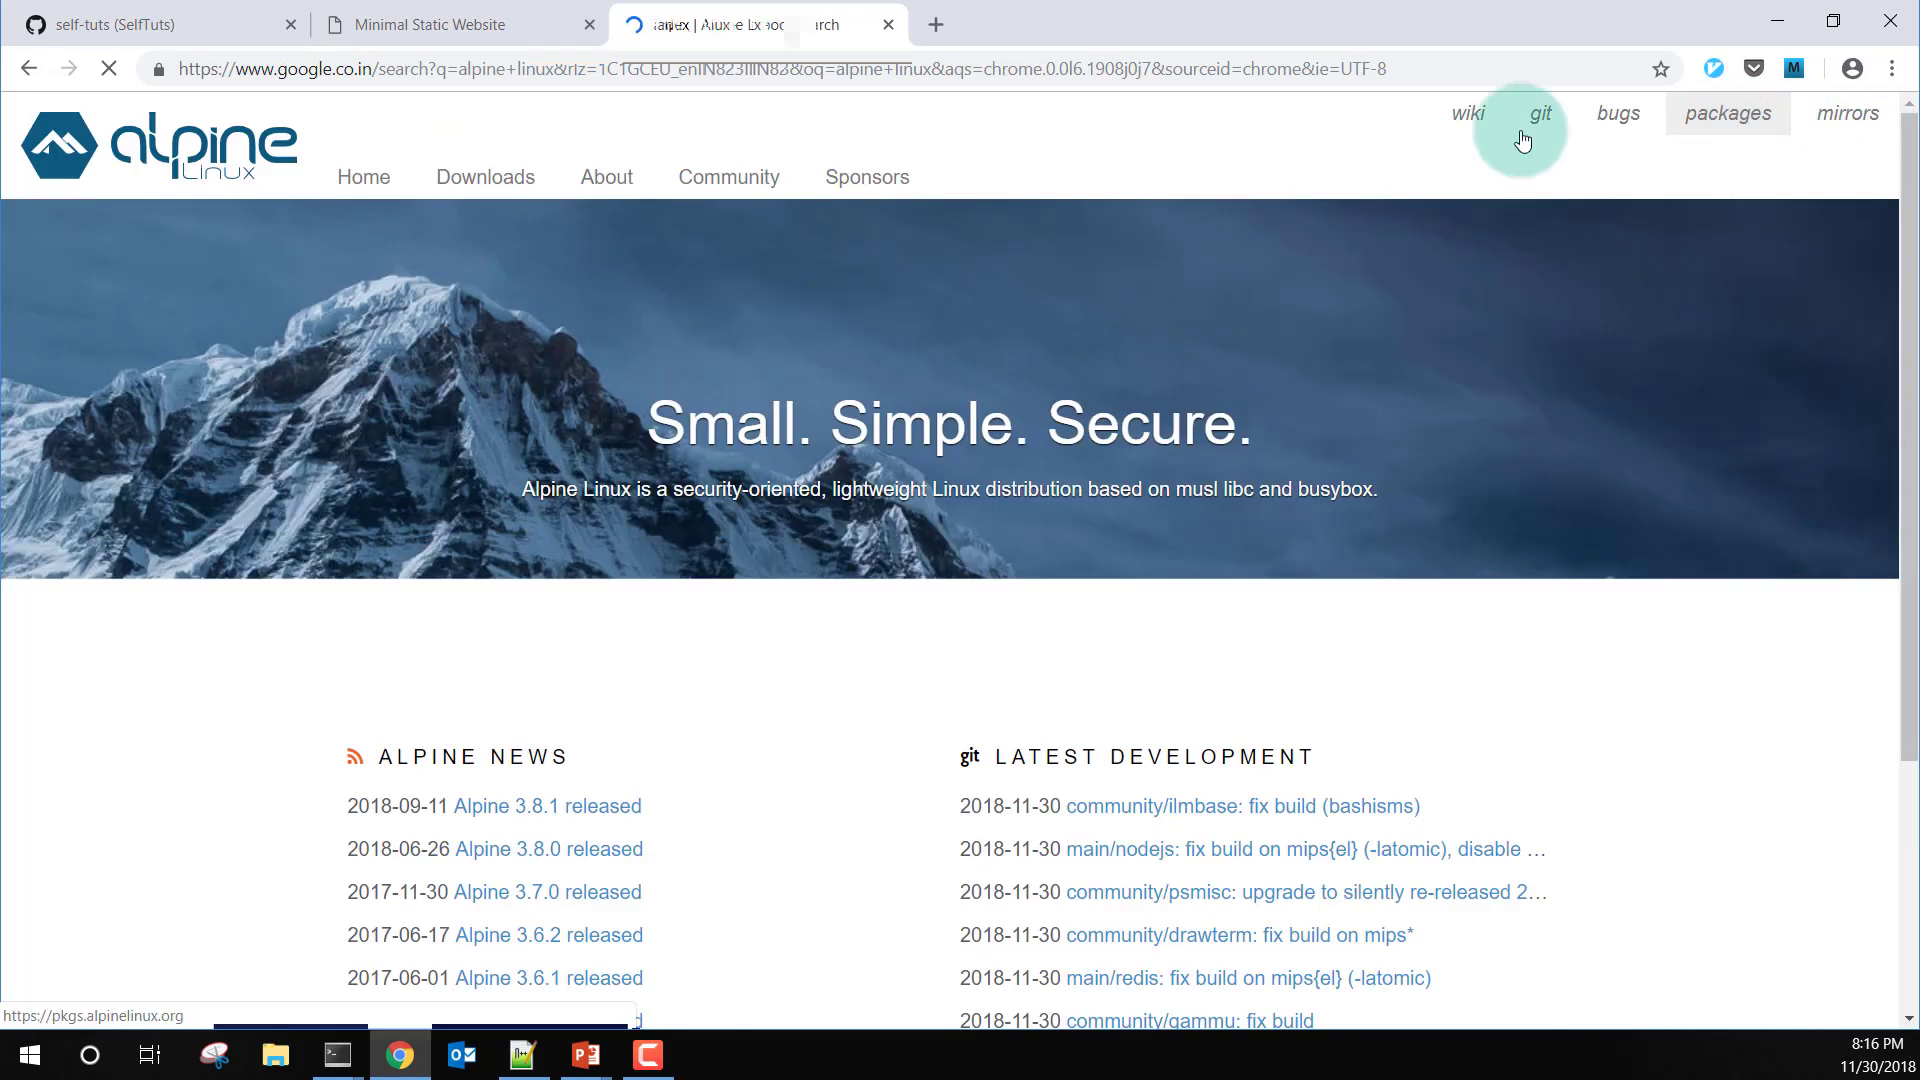 self-tuts (SelfTuts)
Minimal Static Website
https://www.google.co.in/search?q=alpine+linux&rlz=1C1GCEU_enIN823IN823&oq=alpine+linux&aqs=chrome.0.0l6.1908j0j7&sourceid=chrome&ie=UTF-8
M
wiki git bugs packages mirrors
alpine
Linux
Home Downloads About Community Sponsors
Small. Simple. Secure.
Alpine Linux is a security-oriented, lightweight Linux distribution based on musl libc and busybox.
ALPINE NEWS
2018-09-11 Alpine 3.8.1 released
2018-06-26 Alpine 3.8.0 released
2017-11-30 Alpine 3.7.0 released
2017-06-17 Alpine 3.6.2 released
2017-06-01 Alpine 3.6.1 released
git LATEST DEVELOPMENT
2018-11-30 community/ilmbase: fix build (bashisms)
2018-11-30 main/nodejs: fix build on mips{el} (-latomic), disable …
2018-11-30 community/psmisc: upgrade to silently re-released 2…
2018-11-30 community/drawterm: fix build on mips*
2018-11-30 main/redis: fix build on mips{el} (-latomic)
2018-11-30 community/gammu: fix build
https://pkgs.alpinelinux.org
8:16 PM
11/30/2018